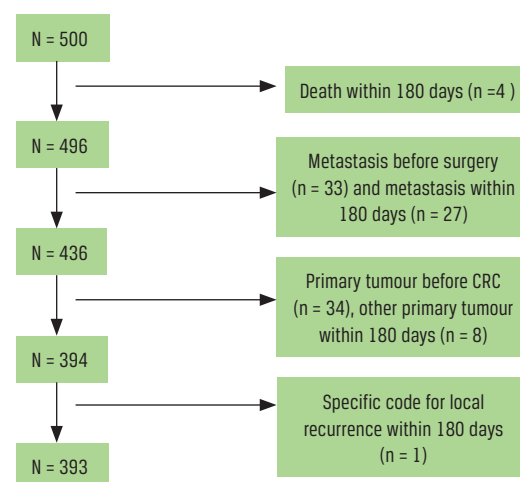 N = 500
Death within 180 days (n =4 )
N = 496
Metastasis before surgery
(n = 33) and metastasis within
180 days (n = 27)
N = 436
Primary tumour before CRC
(n = 34), other primary tumour
within 180 days (n = 8)
N = 394
Specific code for local
recurrence within 180 days
(n = 1)
N = 393